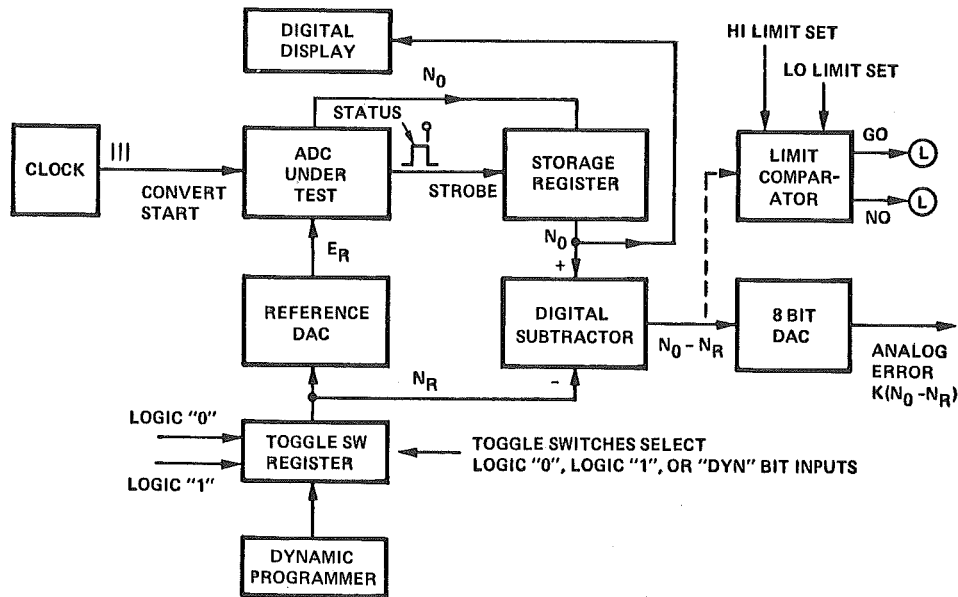 DIGITAL
DISPLAY
HI LIMIT SET
LO LIMIT SET
N0
STATUS
CLOCK
CONVERT
START
ADC
UNDER
TEST
STROBE
STORAGE
REGISTER
LIMIT
COMPAR-
ATOR
GO
L
NO
L
ER
N0
+
REFERENCE
DAC
DIGITAL
SUBTRACTOR
N0 - NR
8 BIT
DAC
ANALOG
ERROR
K(N0 -NR)
NR
-
LOGIC "0"
LOGIC "1"
TOGGLE SW
REGISTER
TOGGLE SWITCHES SELECT
LOGIC "0", LOGIC "1", OR "DYN" BIT INPUTS
DYNAMIC
PROGRAMMER